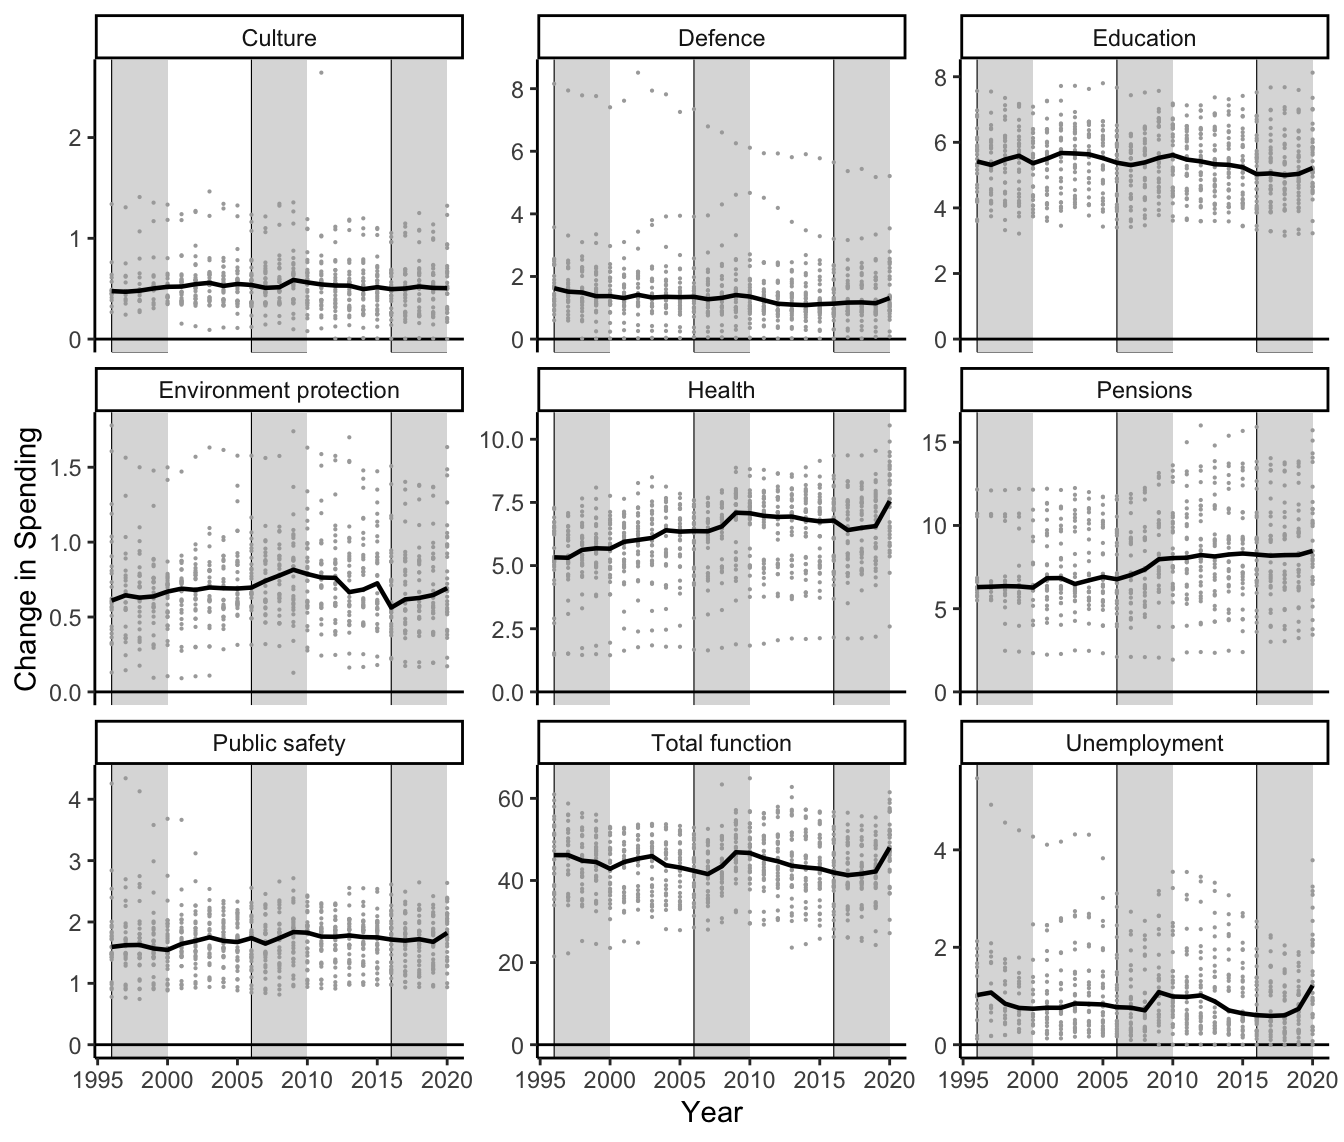 Culture
Defence
Education
2
1
0
8
6
4
2
0
8
6
4
2
0
Environment protection
Health
Pensions
1.5
1.0
0.5
0.0
10.0
7.5
5.0
2.5
0.0
15
10
5
0
Public safety
Total function
Unemployment
4
3
2
1
0
60
40
20
0
4
2
0
1995 2000 2005 2010 2015 2020
1995 2000 2005 2010 2015 2020
1995 2000 2005 2010 2015 2020
Change in Spending
Year